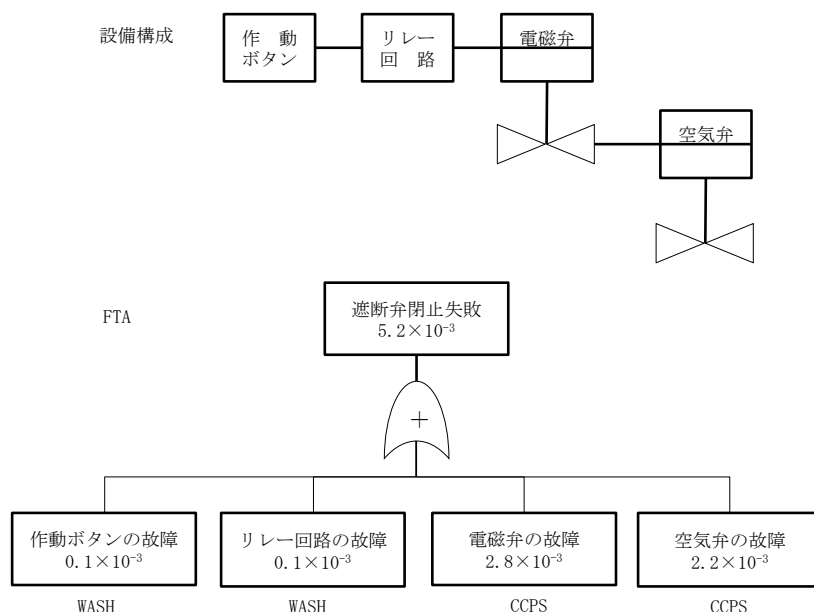 設備構成
作　動
ボタン
リレー
回　路
電磁弁
空気弁
FTA
遮断弁閉止失敗
5.2×10⁻³
+
作動ボタンの故障
0.1×10⁻³
リレー回路の故障
0.1×10⁻³
電磁弁の故障
2.8×10⁻³
空気弁の故障
2.2×10⁻³
WASH
WASH
CCPS
CCPS